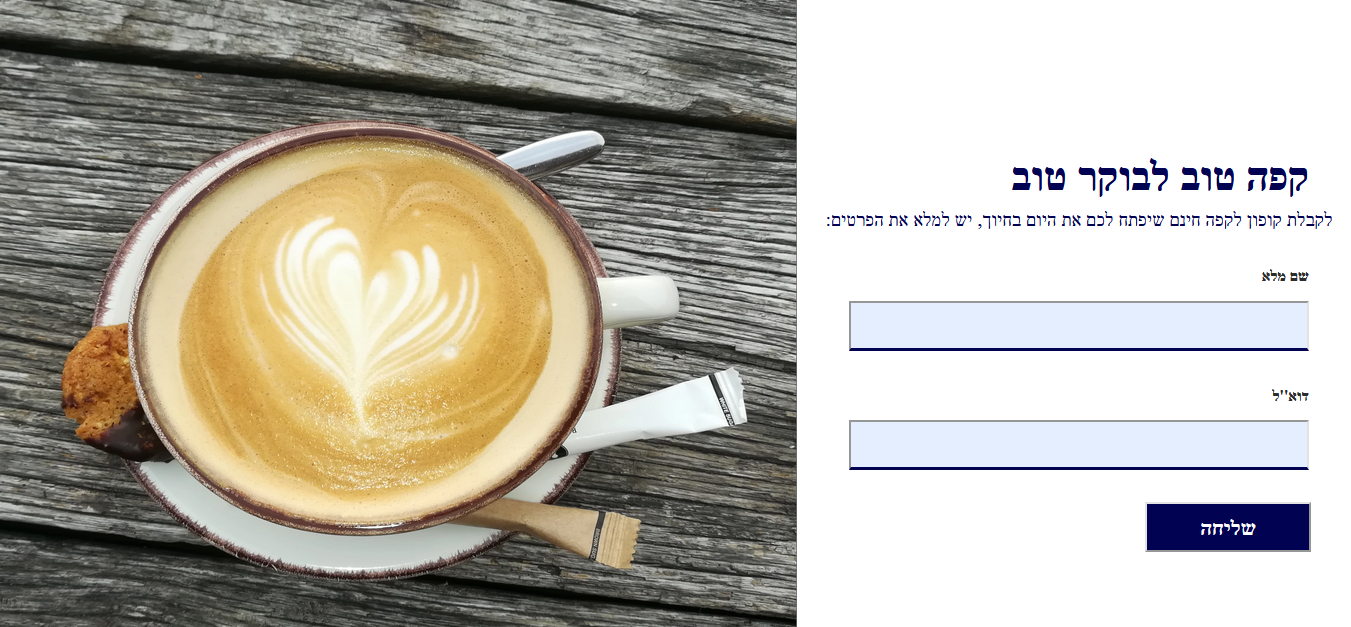 קפה טוב לבוקר טוב
לקבלת קופון לקפה חינם שיפתח לכם את היום בחיוך, יש למלא את הפרטים:
שם מלא
דוא''ל
שליחה